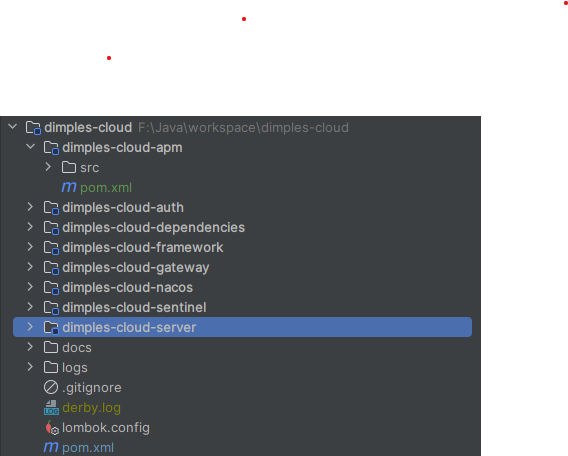 dimples-cloud F:\Java\workspace\dimples-cloud
dimples-cloud-apm
src
pom.xml
dimples-cloud-auth
dimples-cloud-dependencies
dimples-cloud-framework
dimples-cloud-gateway
dimples-cloud-nacos
dimples-cloud-sentinel
dimples-cloud-server
docs
logs
.gitignore
derby.log
lombok.config
pom.xml